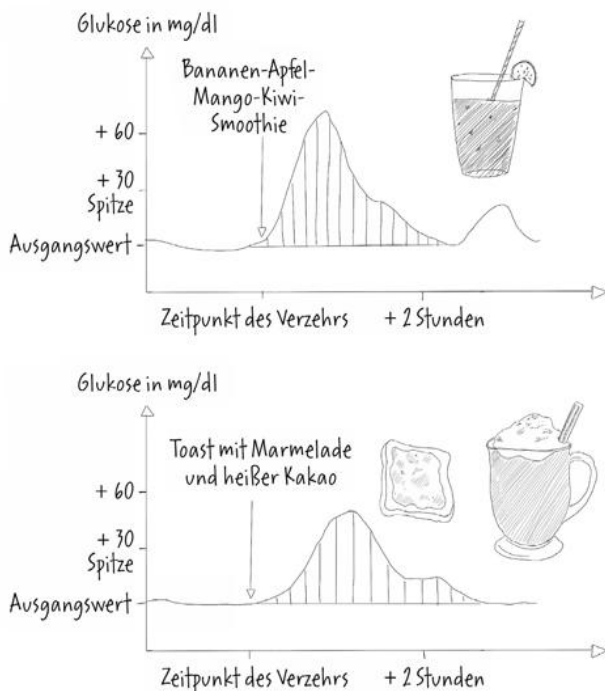 Glukose in mg/dl
Bananen-Apfel-
Mango-Kiwi-
Smoothie
+ 60
+ 30
Spitze
Ausgangswert
Zeitpunkt des Verzehrs + 2 Stunden
Glukose in mg/dl
Toast mit Marmelade
und heißer Kakao
+ 60
+ 30
Spitze
Ausgangswert
Zeitpunkt des Verzehrs + 2 Stunden